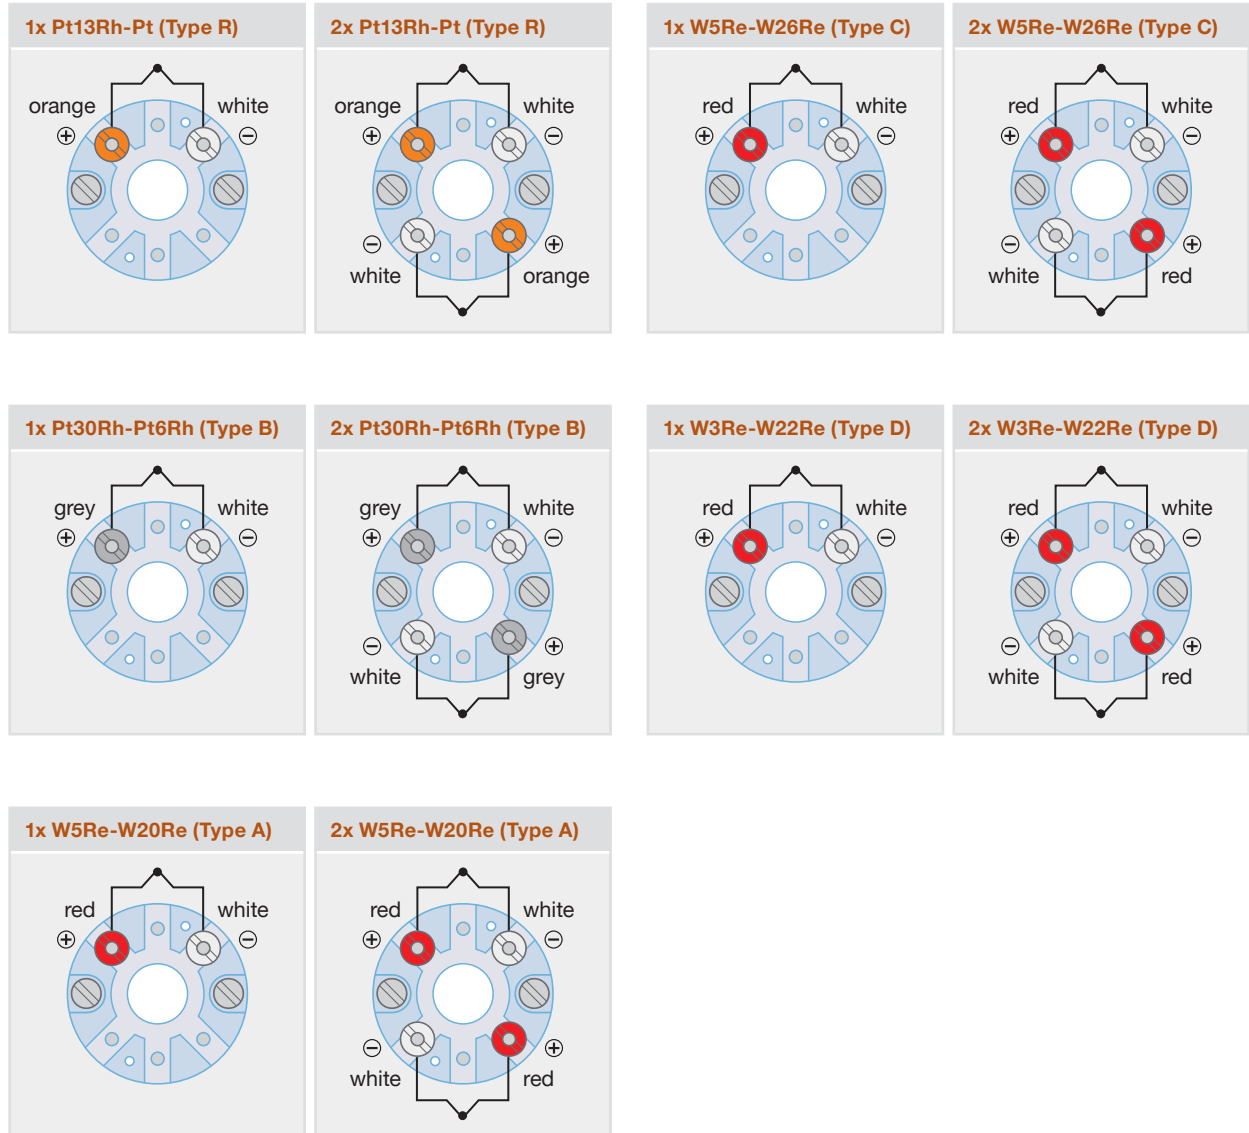 1x Pt13Rh-Pt (Type R)
orange white
+ −
2x Pt13Rh-Pt (Type R)
orange white
+ −
− +
white orange
1x W5Re-W26Re (Type C)
red white
+ −
2x W5Re-W26Re (Type C)
red white
+ −
− +
white red
1x Pt30Rh-Pt6Rh (Type B)
grey white
+ −
2x Pt30Rh-Pt6Rh (Type B)
grey white
+ −
− +
white grey
1x W3Re-W22Re (Type D)
red white
+ −
2x W3Re-W22Re (Type D)
red white
+ −
− +
white red
1x W5Re-W20Re (Type A)
red white
+ −
2x W5Re-W20Re (Type A)
red white
+ −
− +
white red